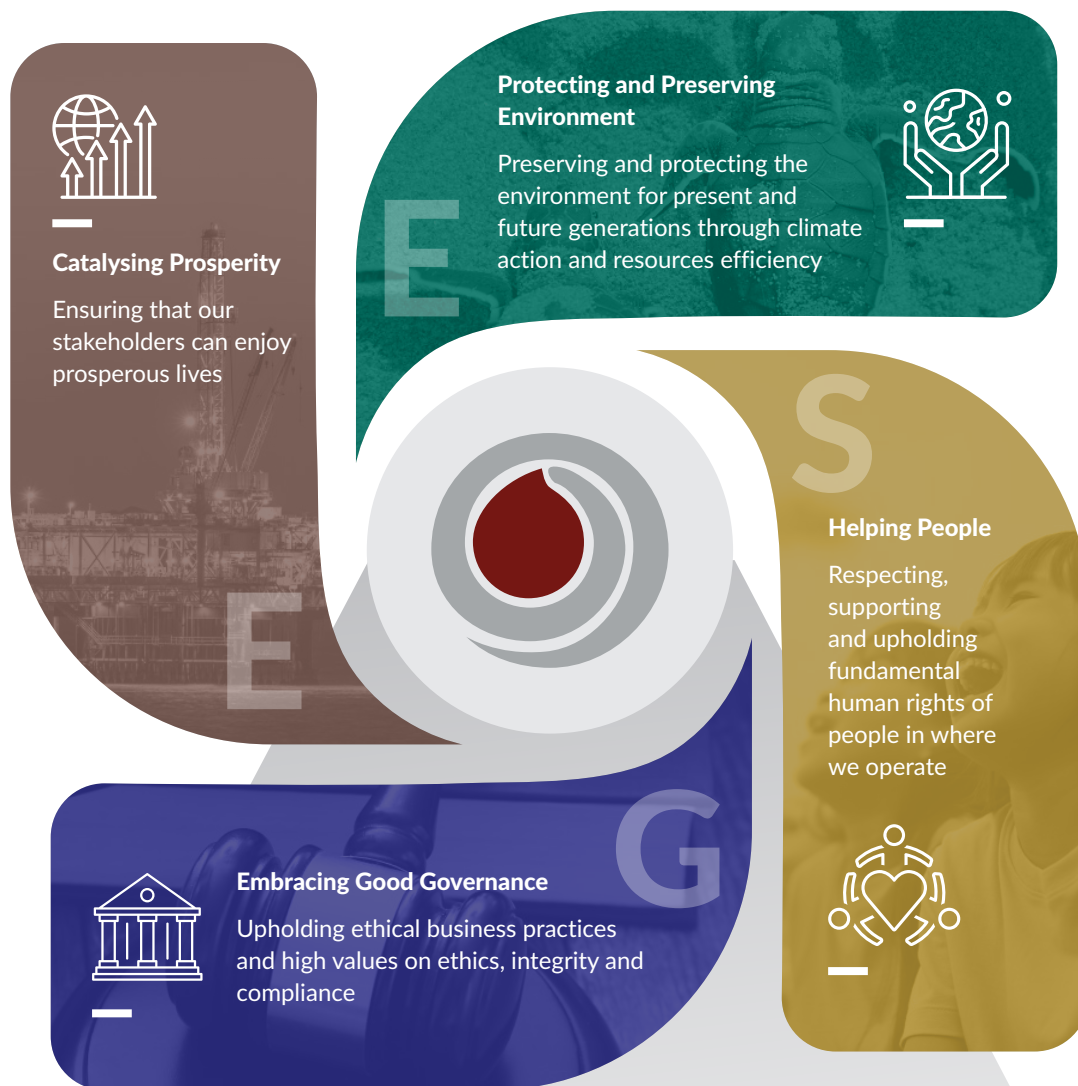 Catalysing Prosperity
Ensuring that our
stakeholders can enjoy
prosperous lives
E
Protecting and Preserving
Environment
Preserving and protecting the
environment for present and
future generations through climate
action and resources efficiency
E
S
Helping People
Respecting,
supporting
and upholding
fundamental
human rights of
people in where
we operate
G
Embracing Good Governance
Upholding ethical business practices
and high values on ethics, integrity and
compliance